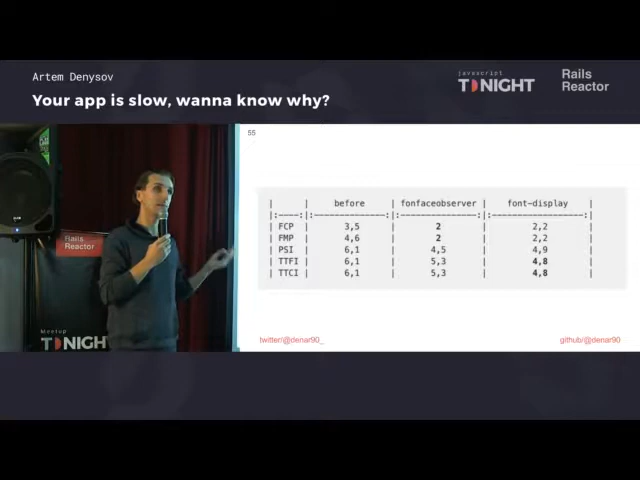 Artem Denysov
Your app is slow, wanna know why?
javascript
TONIGHT
Rails
Reactor
55
| | before | fonfaceobserver | font-display |
|:----:|:---------------:|:---------------:|:---------------:|
| FCP | 3,5 | 2 | 2,2 |
| FMP | 4,6 | 2 | 2,2 |
| PSI | 6,1 | 4,5 | 4,9 |
| TTFI | 6,1 | 5,3 | 4,8 |
| TTCI | 6,1 | 5,3 | 4,8 |
Rails
Reactor
Meetup
TONIGH
twitter/@denar90_
github/@denar90